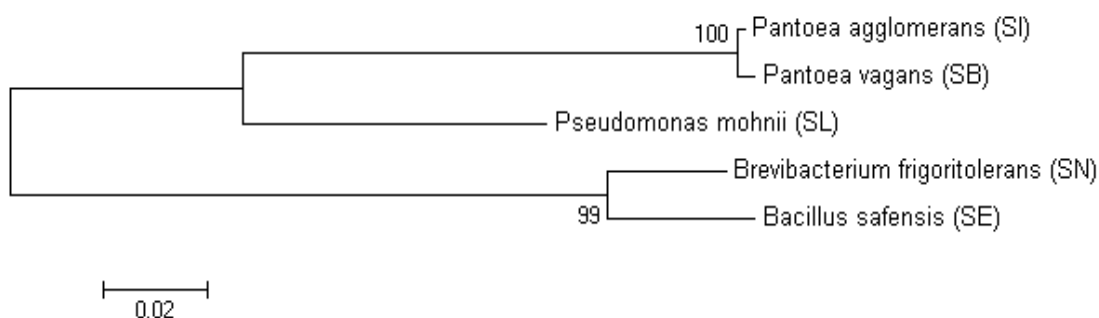 100
Pantoea agglomerans (SI)
Pantoea vagans (SB)
Pseudomonas mohnii (SL)
Brevibacterium frigoritolerans (SN)
99
Bacillus safensis (SE)
0.02